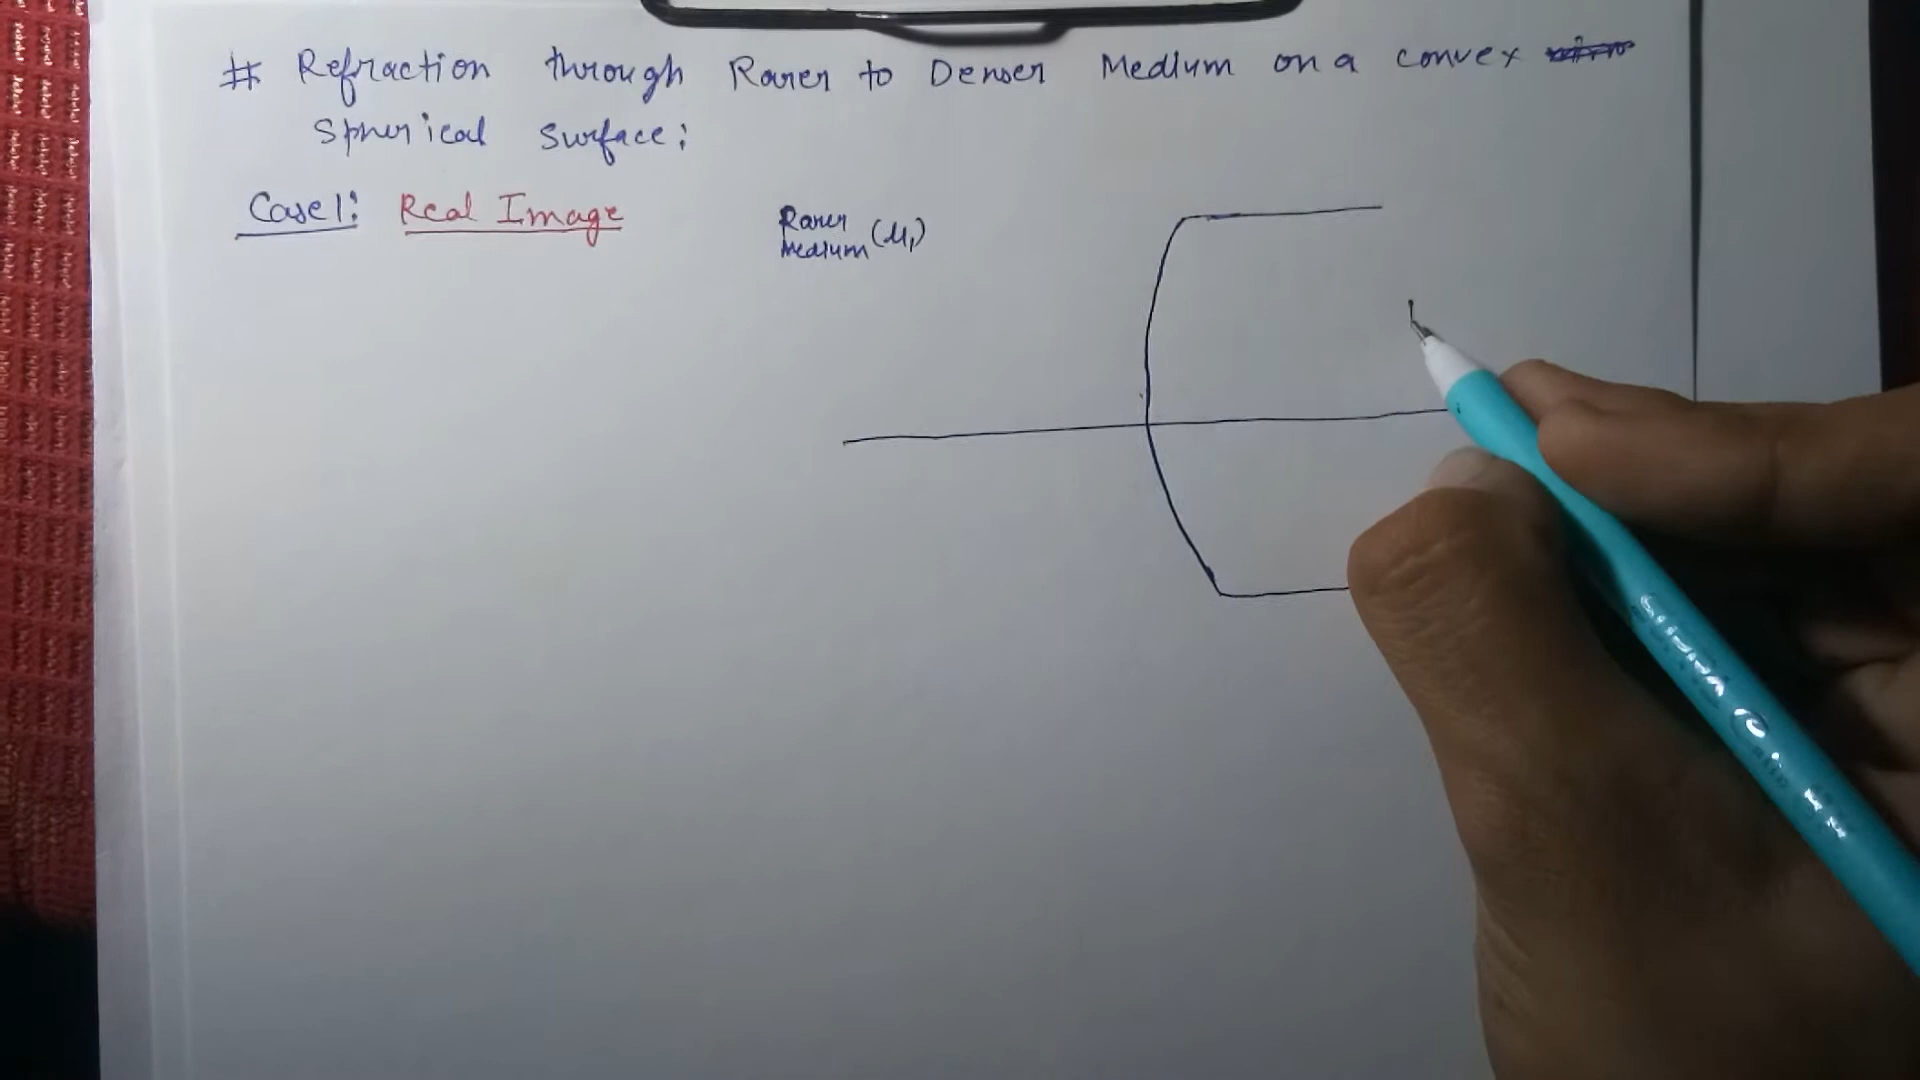 # Refraction through Rarer to Denser Medium on a convex
Spherical Surface:
Case 1: Real Image
Rarer
Medium (μ₁)